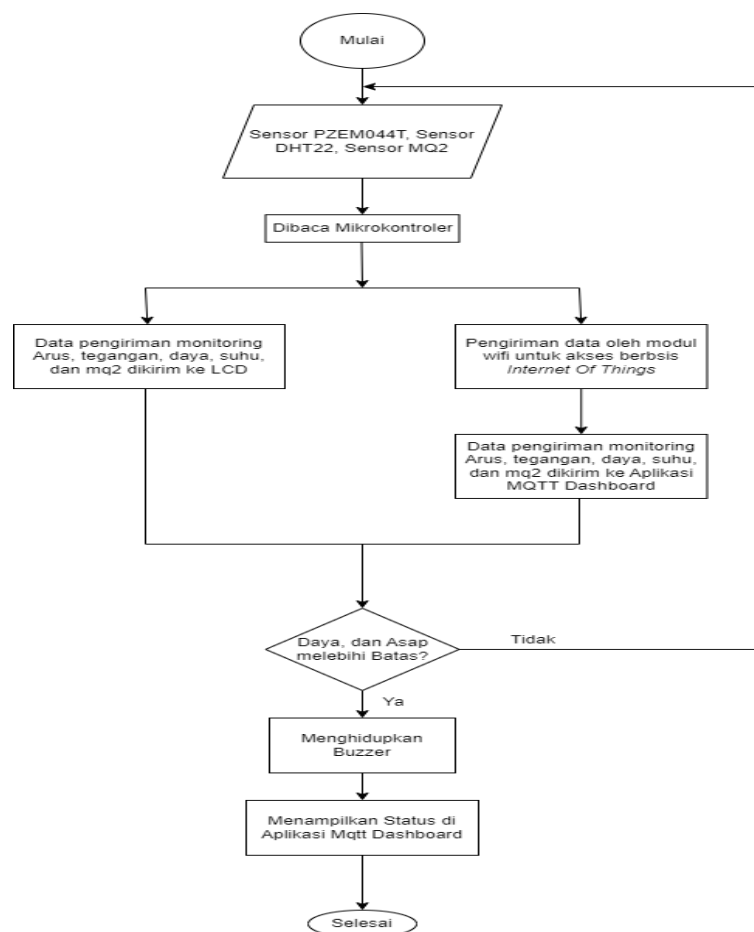 Mulai
Sensor PZEM044T, Sensor
DHT22, Sensor MQ2
Dibaca Mikrokontroler
Data pengiriman monitoring
Arus, tegangan, daya, suhu,
dan mq2 dikirim ke LCD
Pengiriman data oleh modul
wifi untuk akses berbsis
Internet Of Things
Data pengiriman monitoring
Arus, tegangan, daya, suhu,
dan mq2 dikirim ke Aplikasi
MQTT Dashboard
Daya, dan Asap
melebihi Batas?
Tidak
Ya
Menghidupkan
Buzzer
Menampilkan Status di
Aplikasi Mqtt Dashboard
Selesai